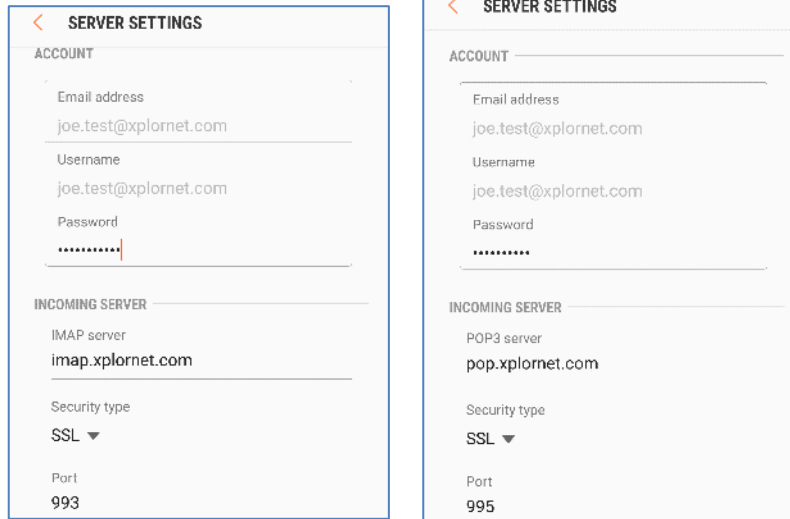 SERVER SETTINGS
ACCOUNT
Email address
joe.test@xplornet.com
Username
joe.test@xplornet.com
Password
•••••••••••
INCOMING SERVER
IMAP server
imap.xplornet.com
Security type
SSL
Port
993
SERVER SETTINGS
ACCOUNT
Email address
joe.test@xplornet.com
Username
joe.test@xplornet.com
Password
••••••••••
INCOMING SERVER
POP3 server
pop.xplornet.com
Security type
SSL
Port
995